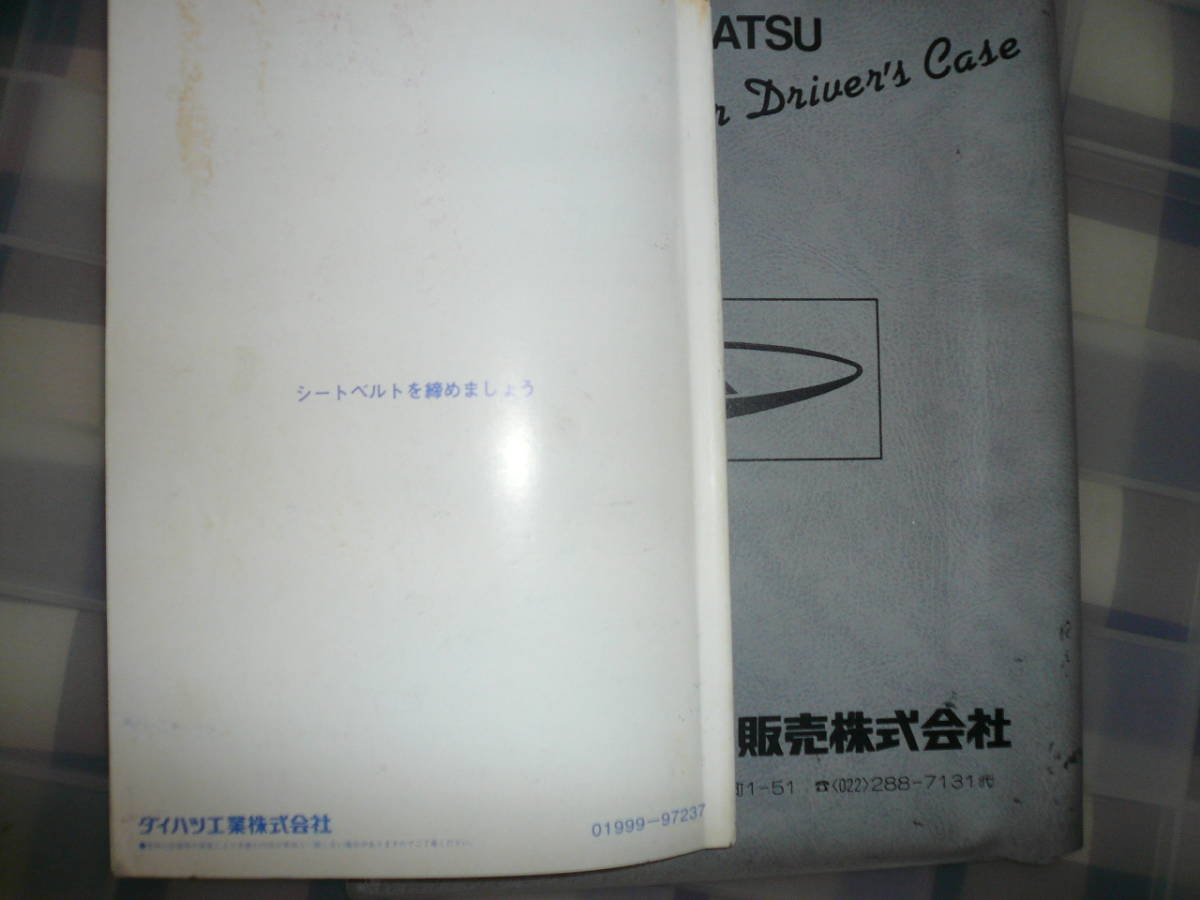 シートベルトを締めましょう
ダイハツ工業株式会社
01999-97237
ATSU
r Driver's Case
販売株式会社
町1-51 ☎(022)288-7131代